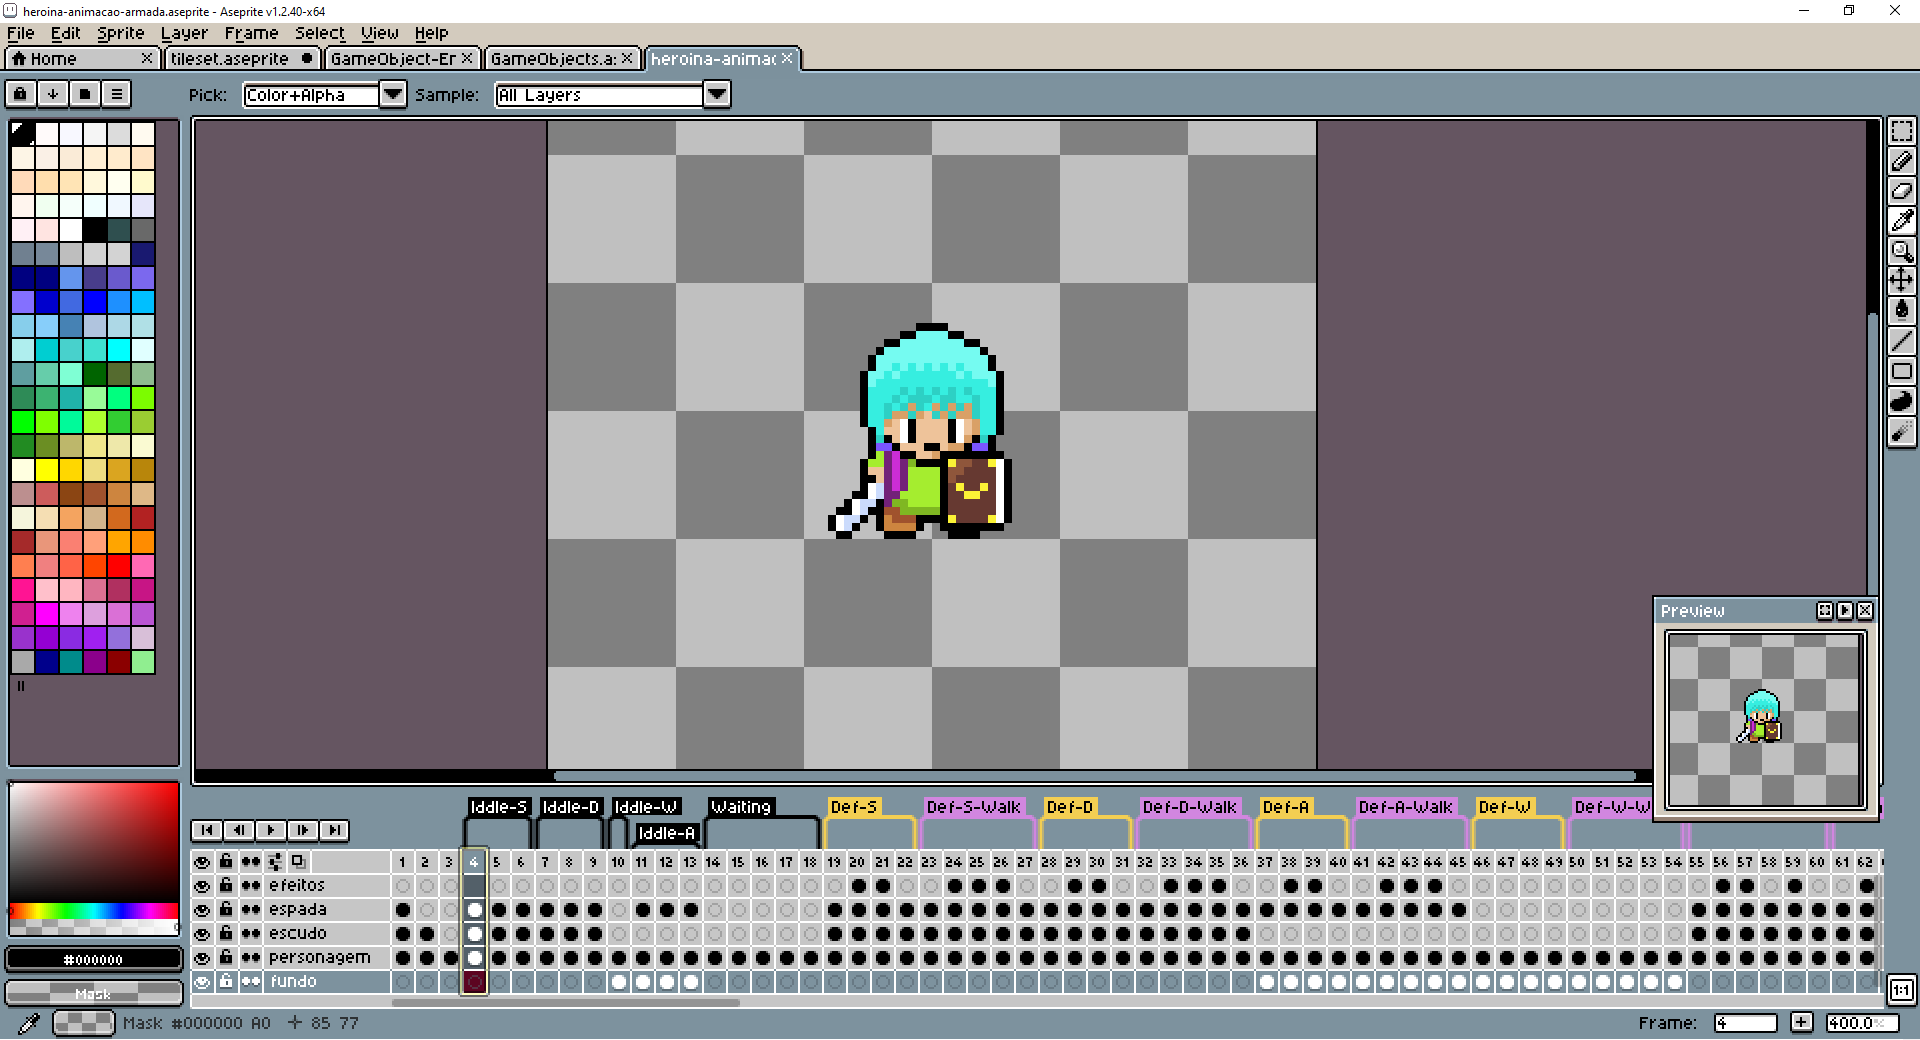 heroina-animacao-armada.aseprite - Aseprite v1.2.40-x64
File Edit Sprite Layer Frame Select View Help
Home tileset.aseprite GameObject-Er GameObjects.a: heroina-animac
Pick: Color+Alpha Sample: All Layers
Preview
Iddle-S Iddle-D Iddle-W Waiting Def-S Def-S-Walk Def-D Def-D-Walk Def-A Def-A-Walk Def-W Def-W-W
Iddle-A
1 2 3 4 5 6 7 8 9 10 11 12 13 14 15 16 17 18 19 20 21 22 23 24 25 26 27 28 29 30 31 32 33 34 35 36 37 38 39 40 41 42 43 44 45 46 47 48 49 50 51 52 53 54 55 56 57 58 59 60 61 62
efeitos
espada
escudo
personagem
fundo
#000000
Mask
1:1
Mask #000000 A0 85 77 Frame: 4 + 400.0